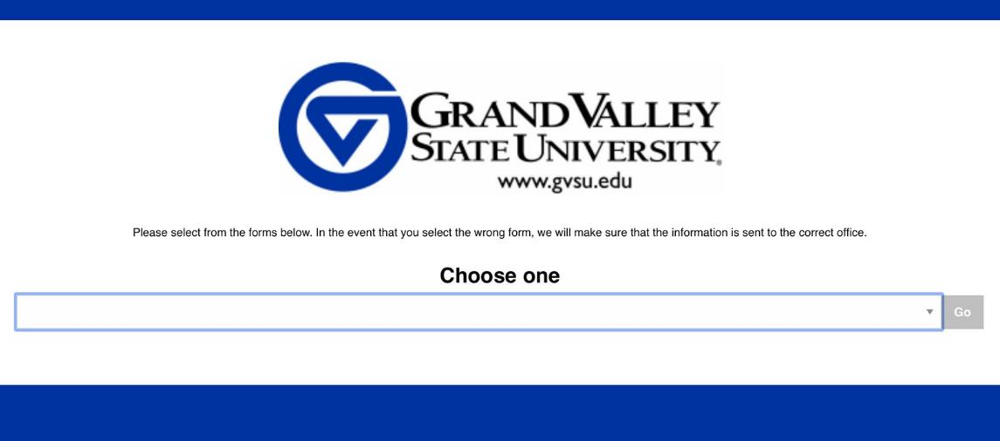 GRAND VALLEY
STATE UNIVERSITY®
www.gvsu.edu
Please select from the forms below. In the event that you select the wrong form, we will make sure that the information is sent to the correct office.
Choose one
Go